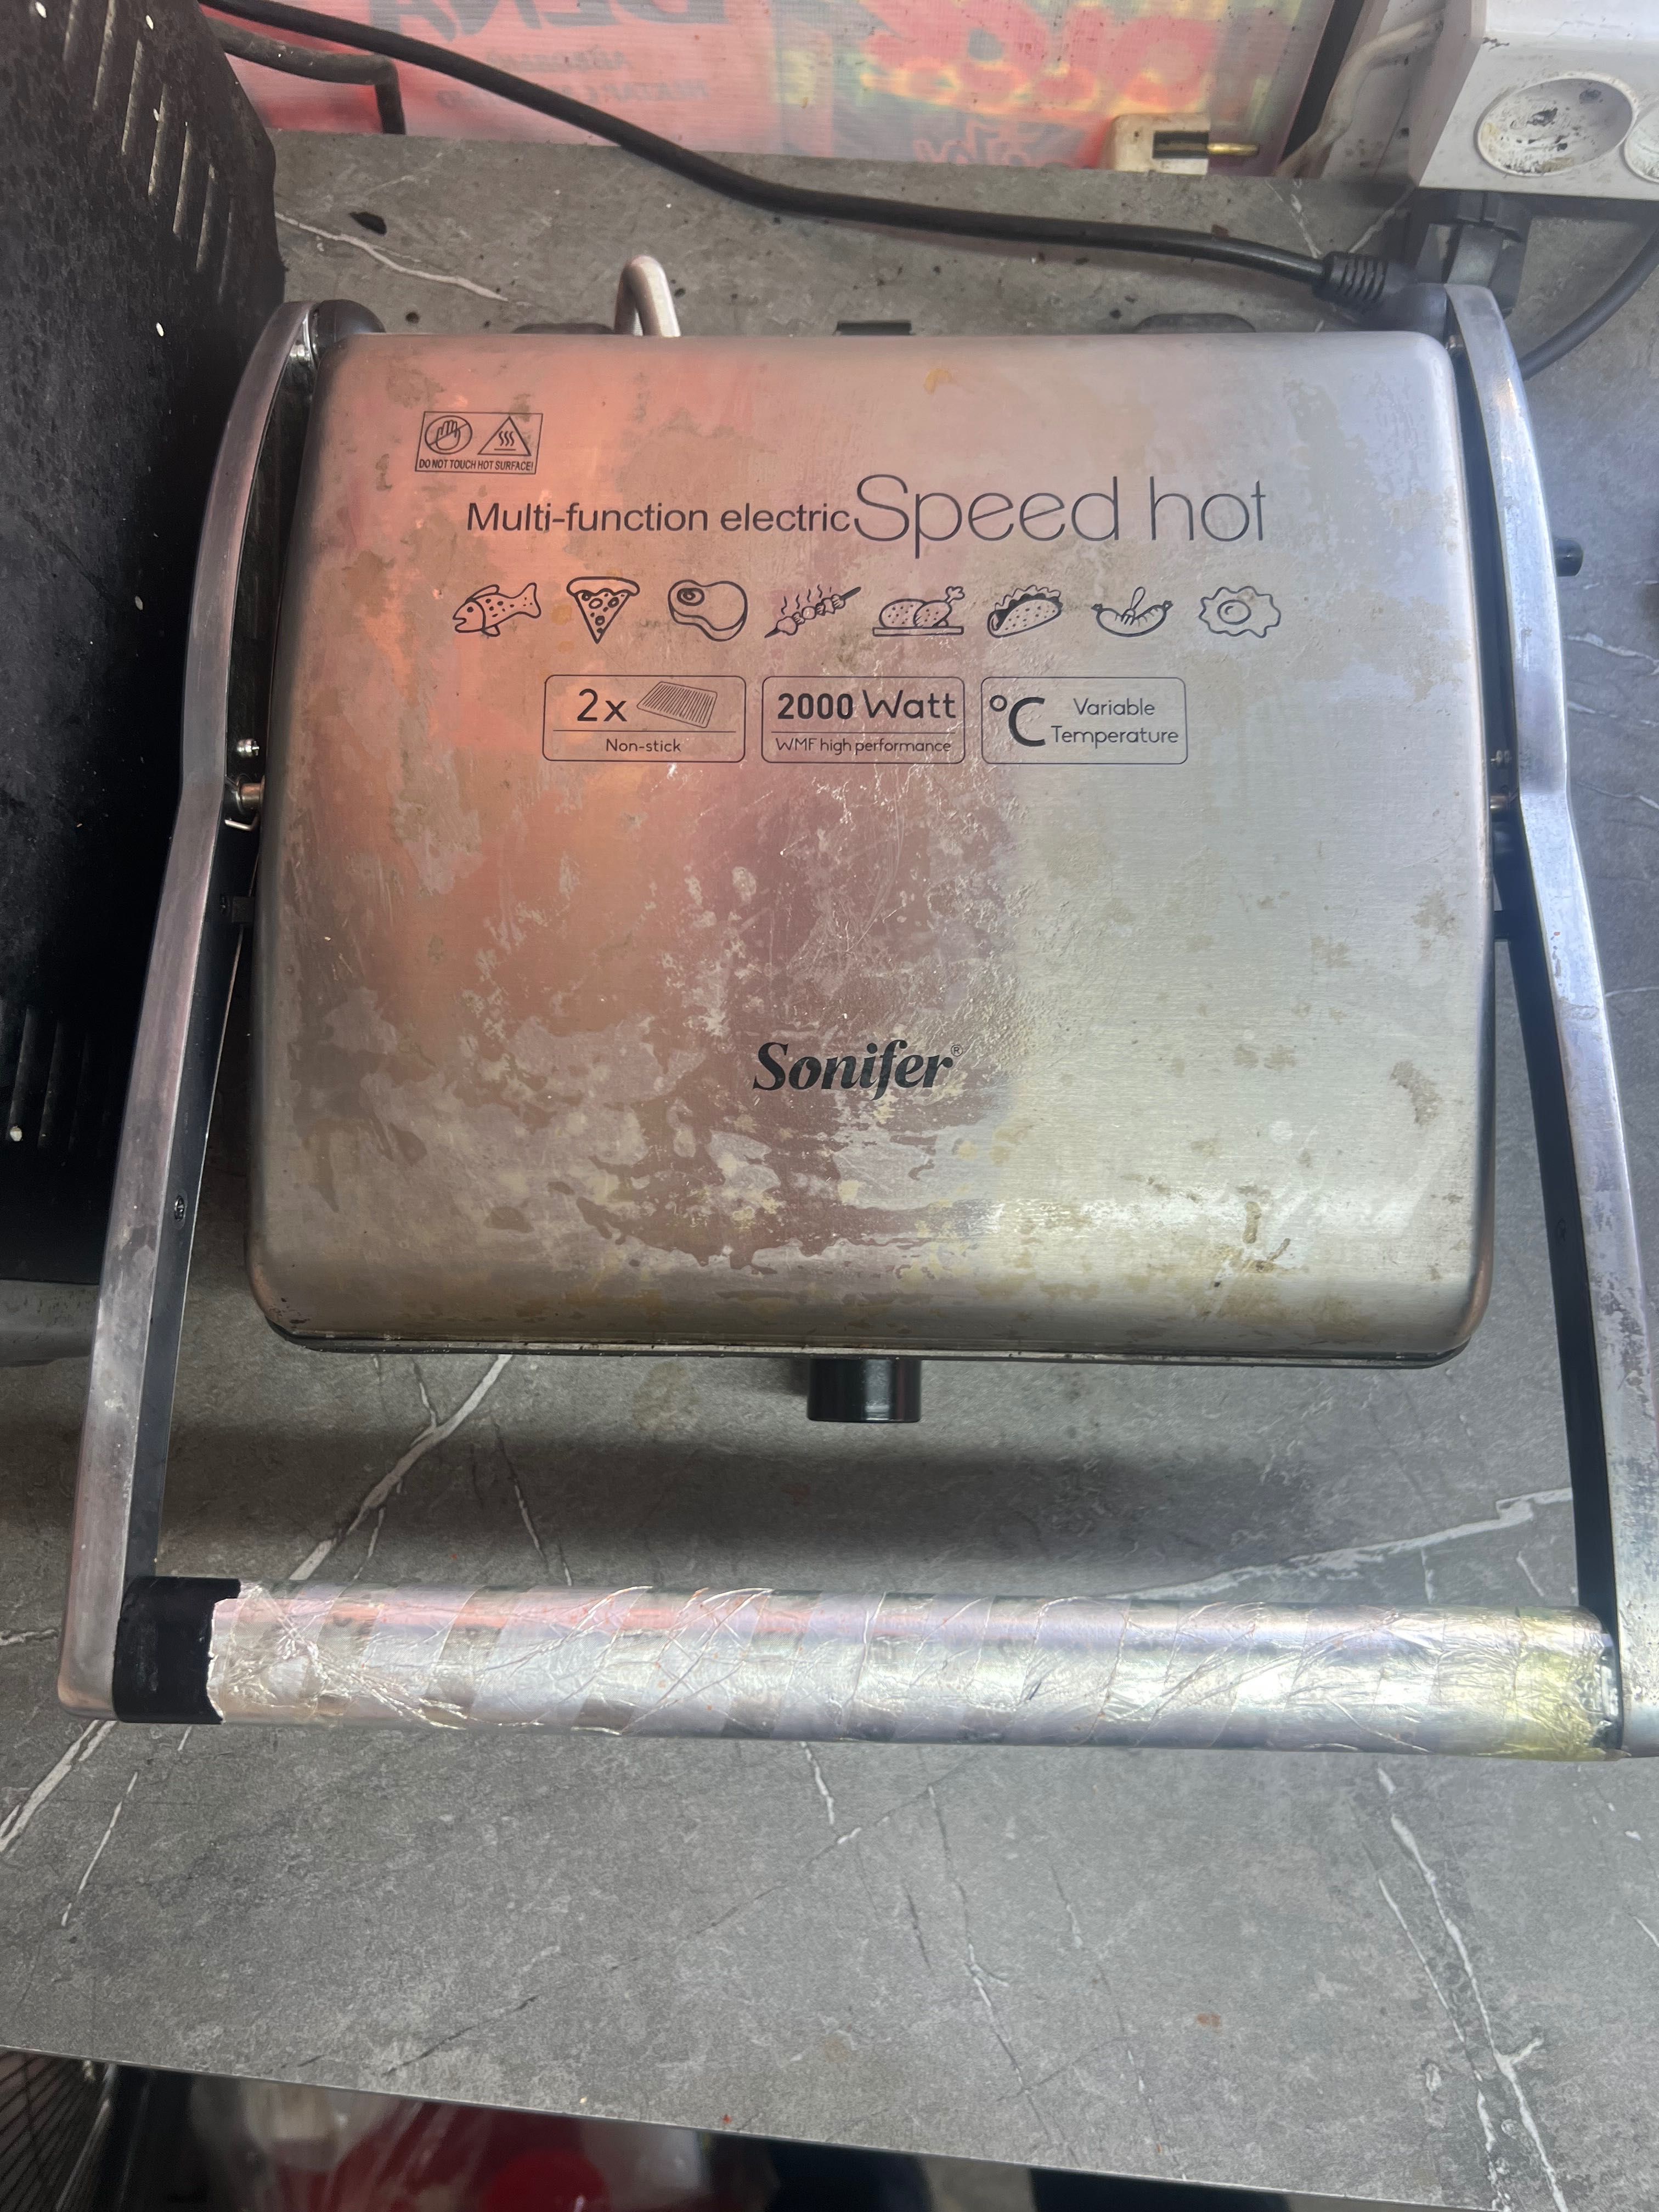 DO NOT TOUCH HOT SURFACE!
Multi-function electric Speed hot
2x
Non-stick
2000 Watt
WMF high performance
°C Variable
Temperature
Sonifer®